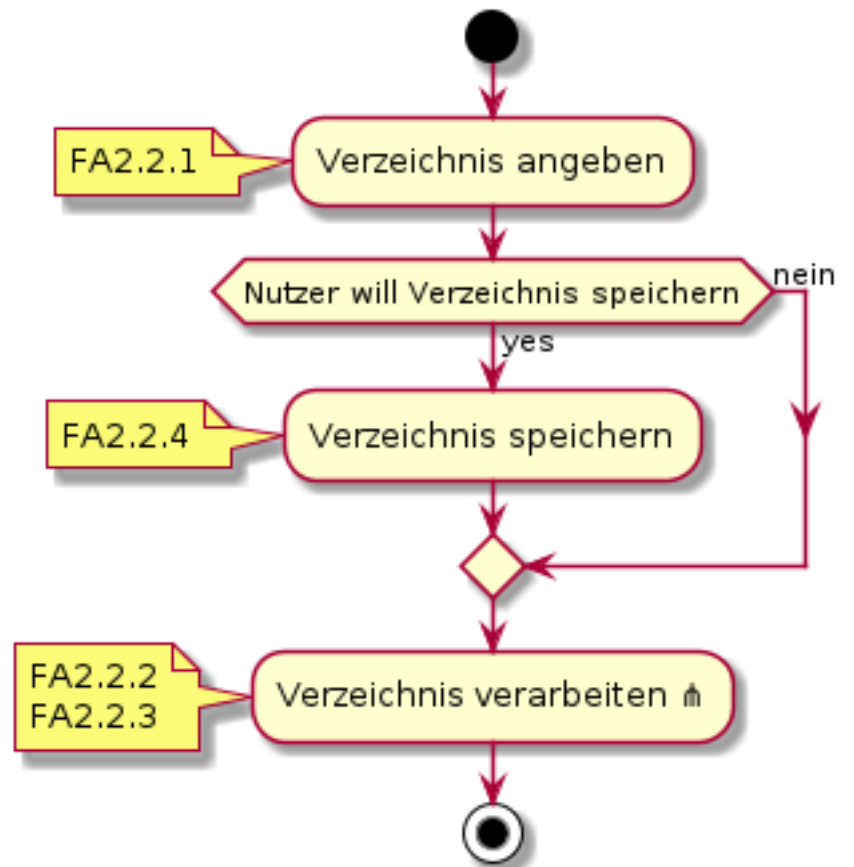 FA2.2.1
Verzeichnis angeben
Nutzer will Verzeichnis speichern
nein
yes
FA2.2.4
Verzeichnis speichern
FA2.2.2
FA2.2.3
Verzeichnis verarbeiten ⋔